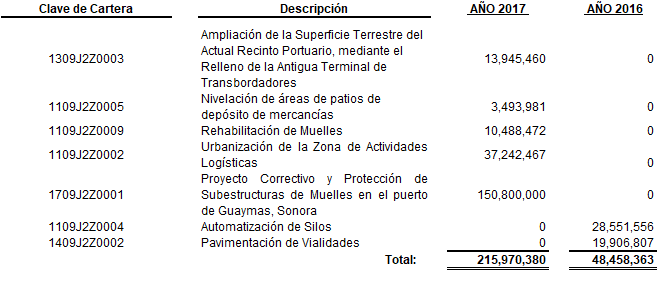 Clave de Cartera Descripción AÑO 2017 AÑO 2016
Ampliación de la Superficie Terrestre del
Actual Recinto Portuario, mediante el
1309J2Z0003 Relleno de la Antigua Terminal de 13,945,460 0
Transbordadores
Nivelación de áreas de patios de
1109J2Z0005 depósito de mercancías 3,493,981 0
1109J2Z0009 Rehabilitación de Muelles 10,488,472 0
1109J2Z0002 Urbanización de la Zona de Actividades 37,242,467 0
Logísticas
Proyecto Correctivo y Protección de
1709J2Z0001 Subestructuras de Muelles en el puerto 150,800,000 0
de Guaymas, Sonora
1109J2Z0004 Automatización de Silos 0 28,551,556
1409J2Z0002 Pavimentación de Vialidades 0 19,906,807
Total: 215,970,380 48,458,363